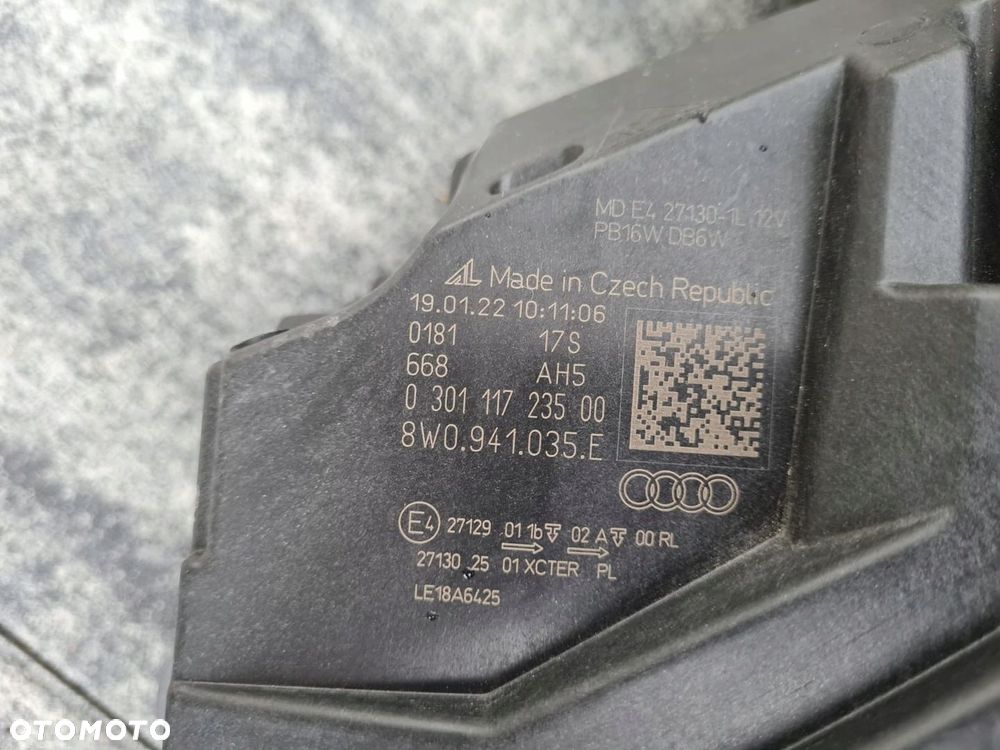 MD E4 27130-1L 12V
PB16W DB6W
Made in Czech Republic
19.01.22 10:11:06
0181 17S
668 AH5
0 301 117 235 00
8W0.941.035.E
E4 27129 .01 1b 02 A 00 RL
27130 .25 01 XCTER PL
LE18A6425
OTOMOTO